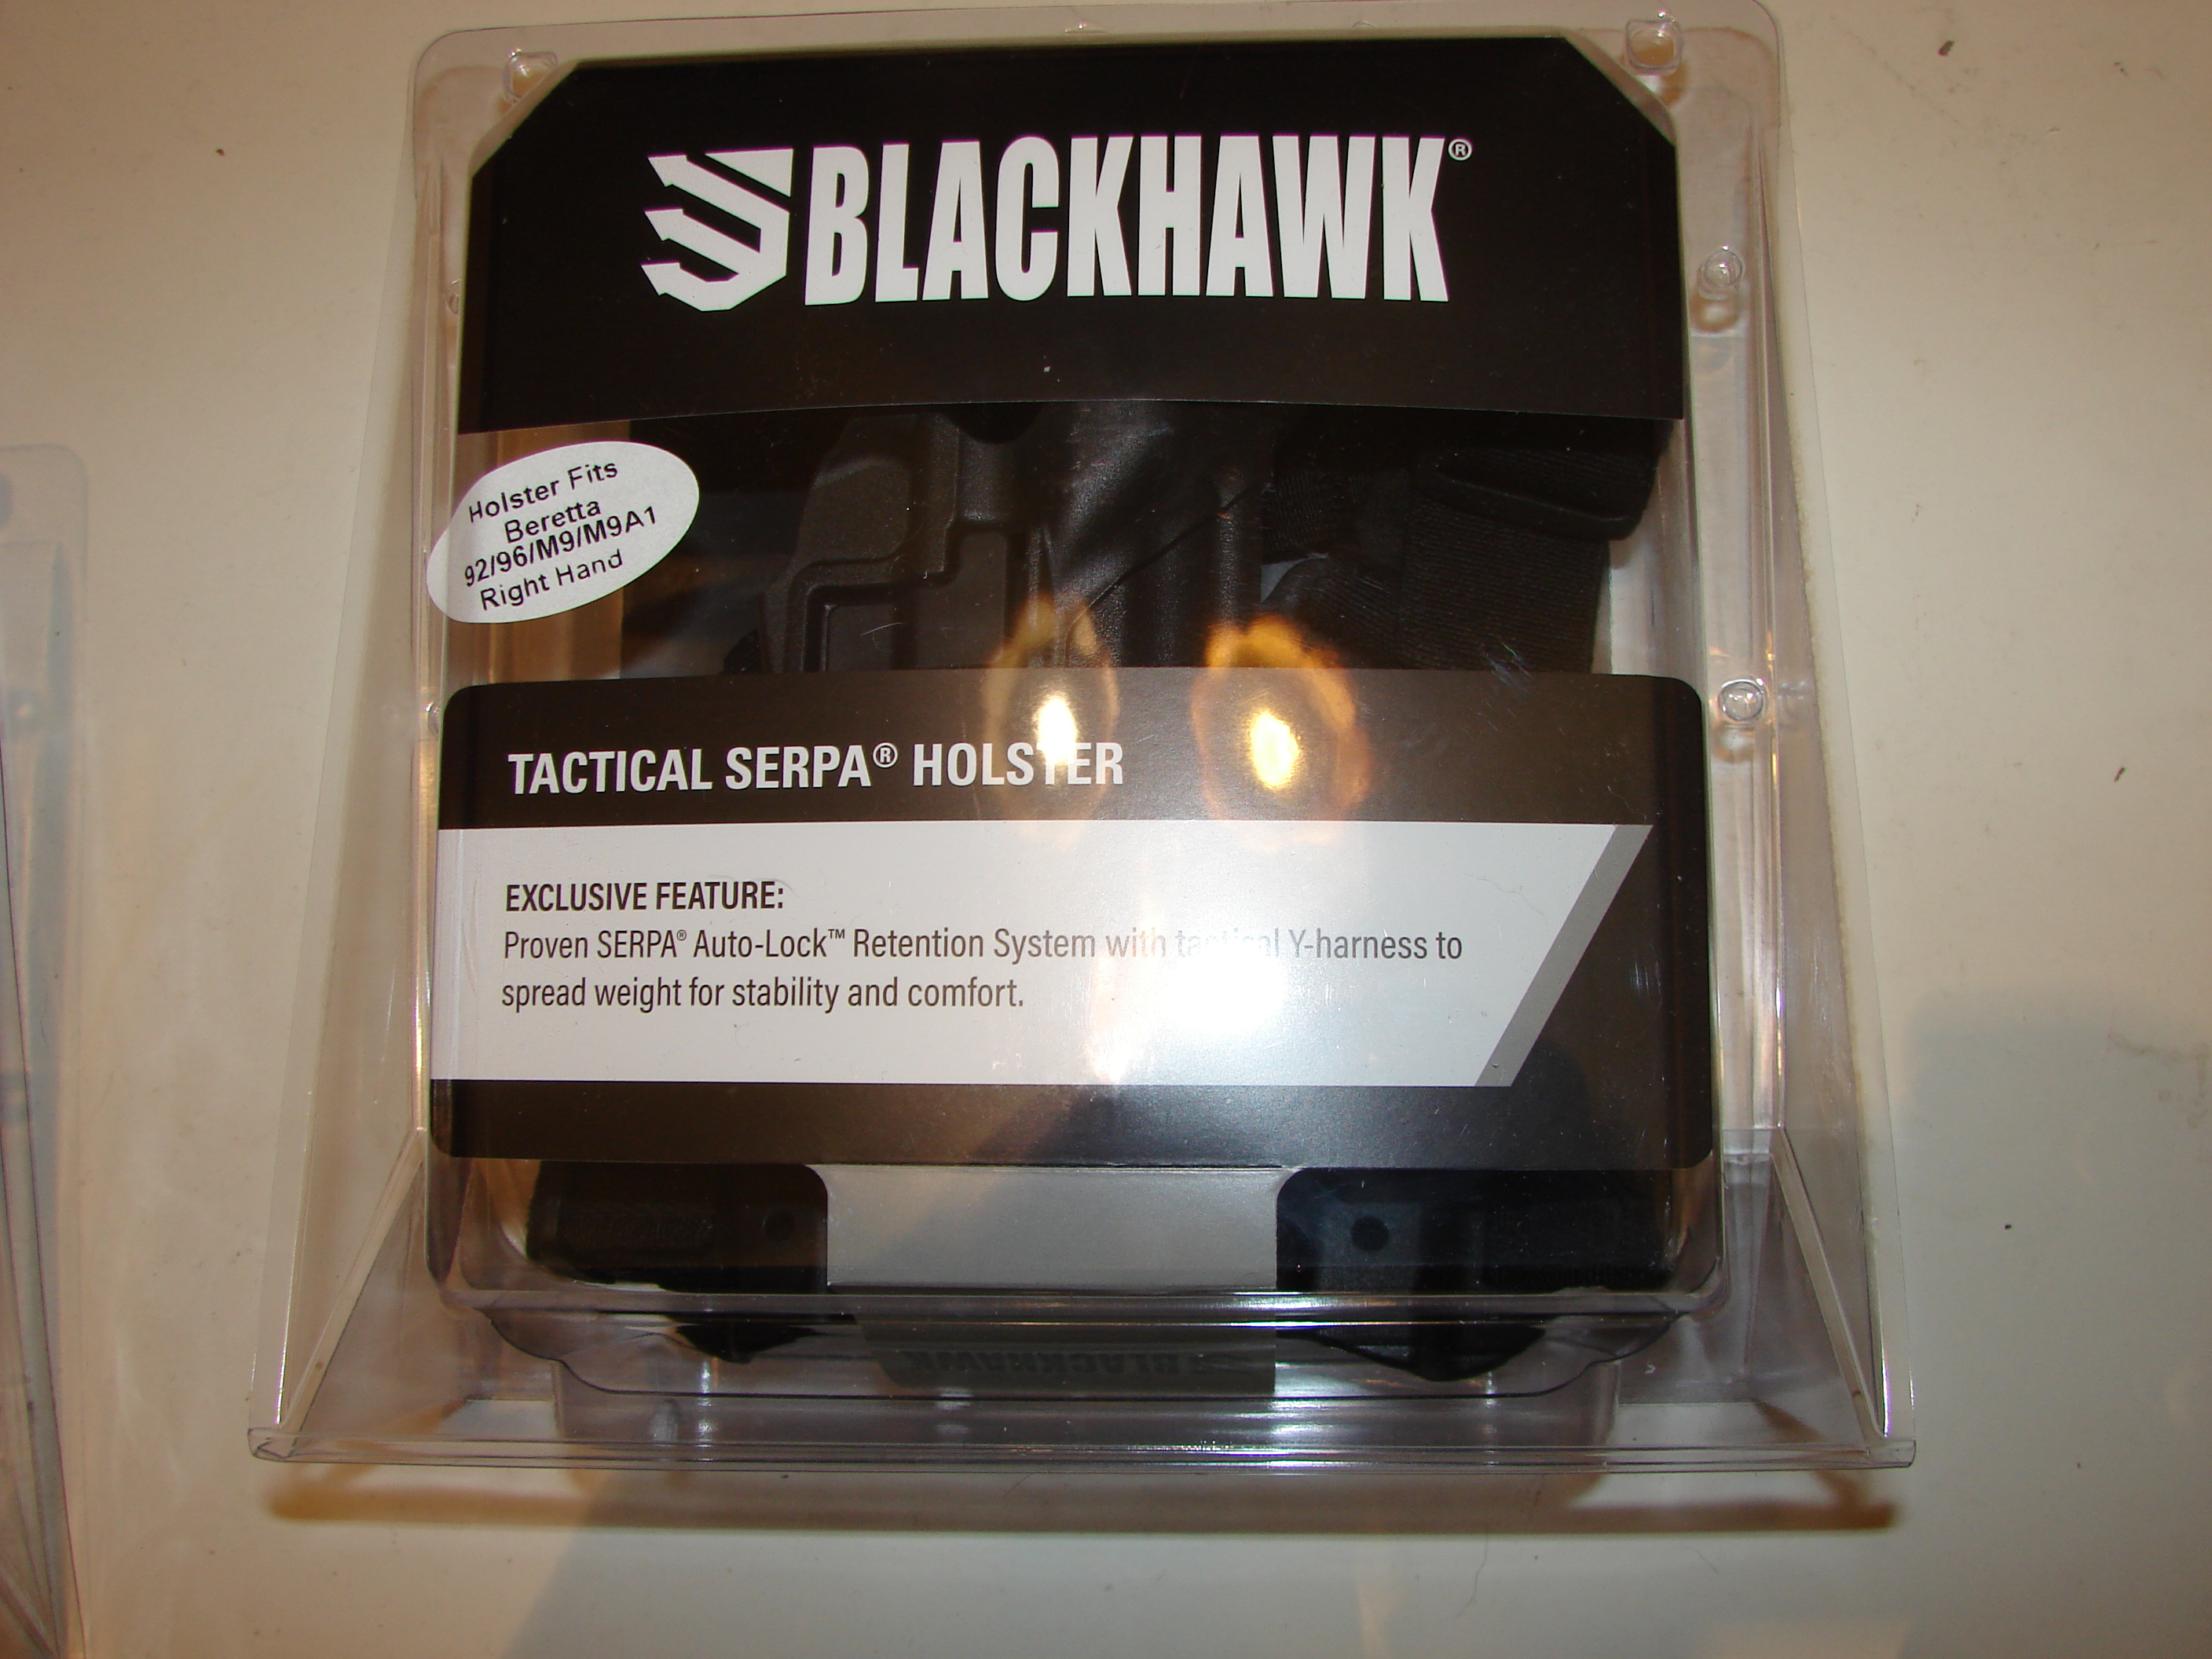 BLACKHAWK®
Holster Fits
Beretta
92/96/M9/M9A1
Right Hand
TACTICAL SERPA® HOLSTER
EXCLUSIVE FEATURE:
Proven SERPA® Auto-Lock™ Retention System with tactical Y-harness to
spread weight for stability and comfort.
BLACKHAWK